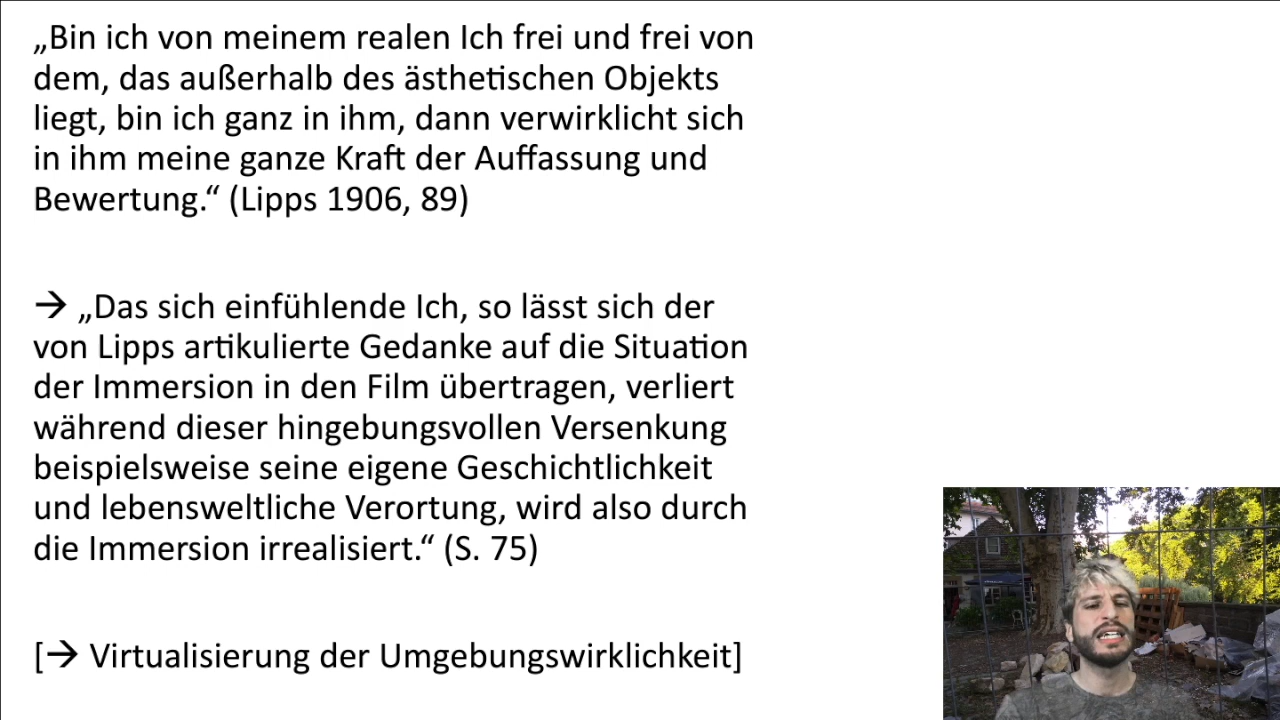 „Bin ich von meinem realen Ich frei und frei von
dem, das außerhalb des ästhetischen Objekts
liegt, bin ich ganz in ihm, dann verwirklicht sich
in ihm meine ganze Kraft der Auffassung und
Bewertung.“ (Lipps 1906, 89)
→ „Das sich einfühlende Ich, so lässt sich der
von Lipps artikulierte Gedanke auf die Situation
der Immersion in den Film übertragen, verliert
während dieser hingebungsvollen Versenkung
beispielsweise seine eigene Geschichtlichkeit
und lebensweltliche Verortung, wird also durch
die Immersion irrealisiert.“ (S. 75)
[→ Virtualisierung der Umgebungswirklichkeit]